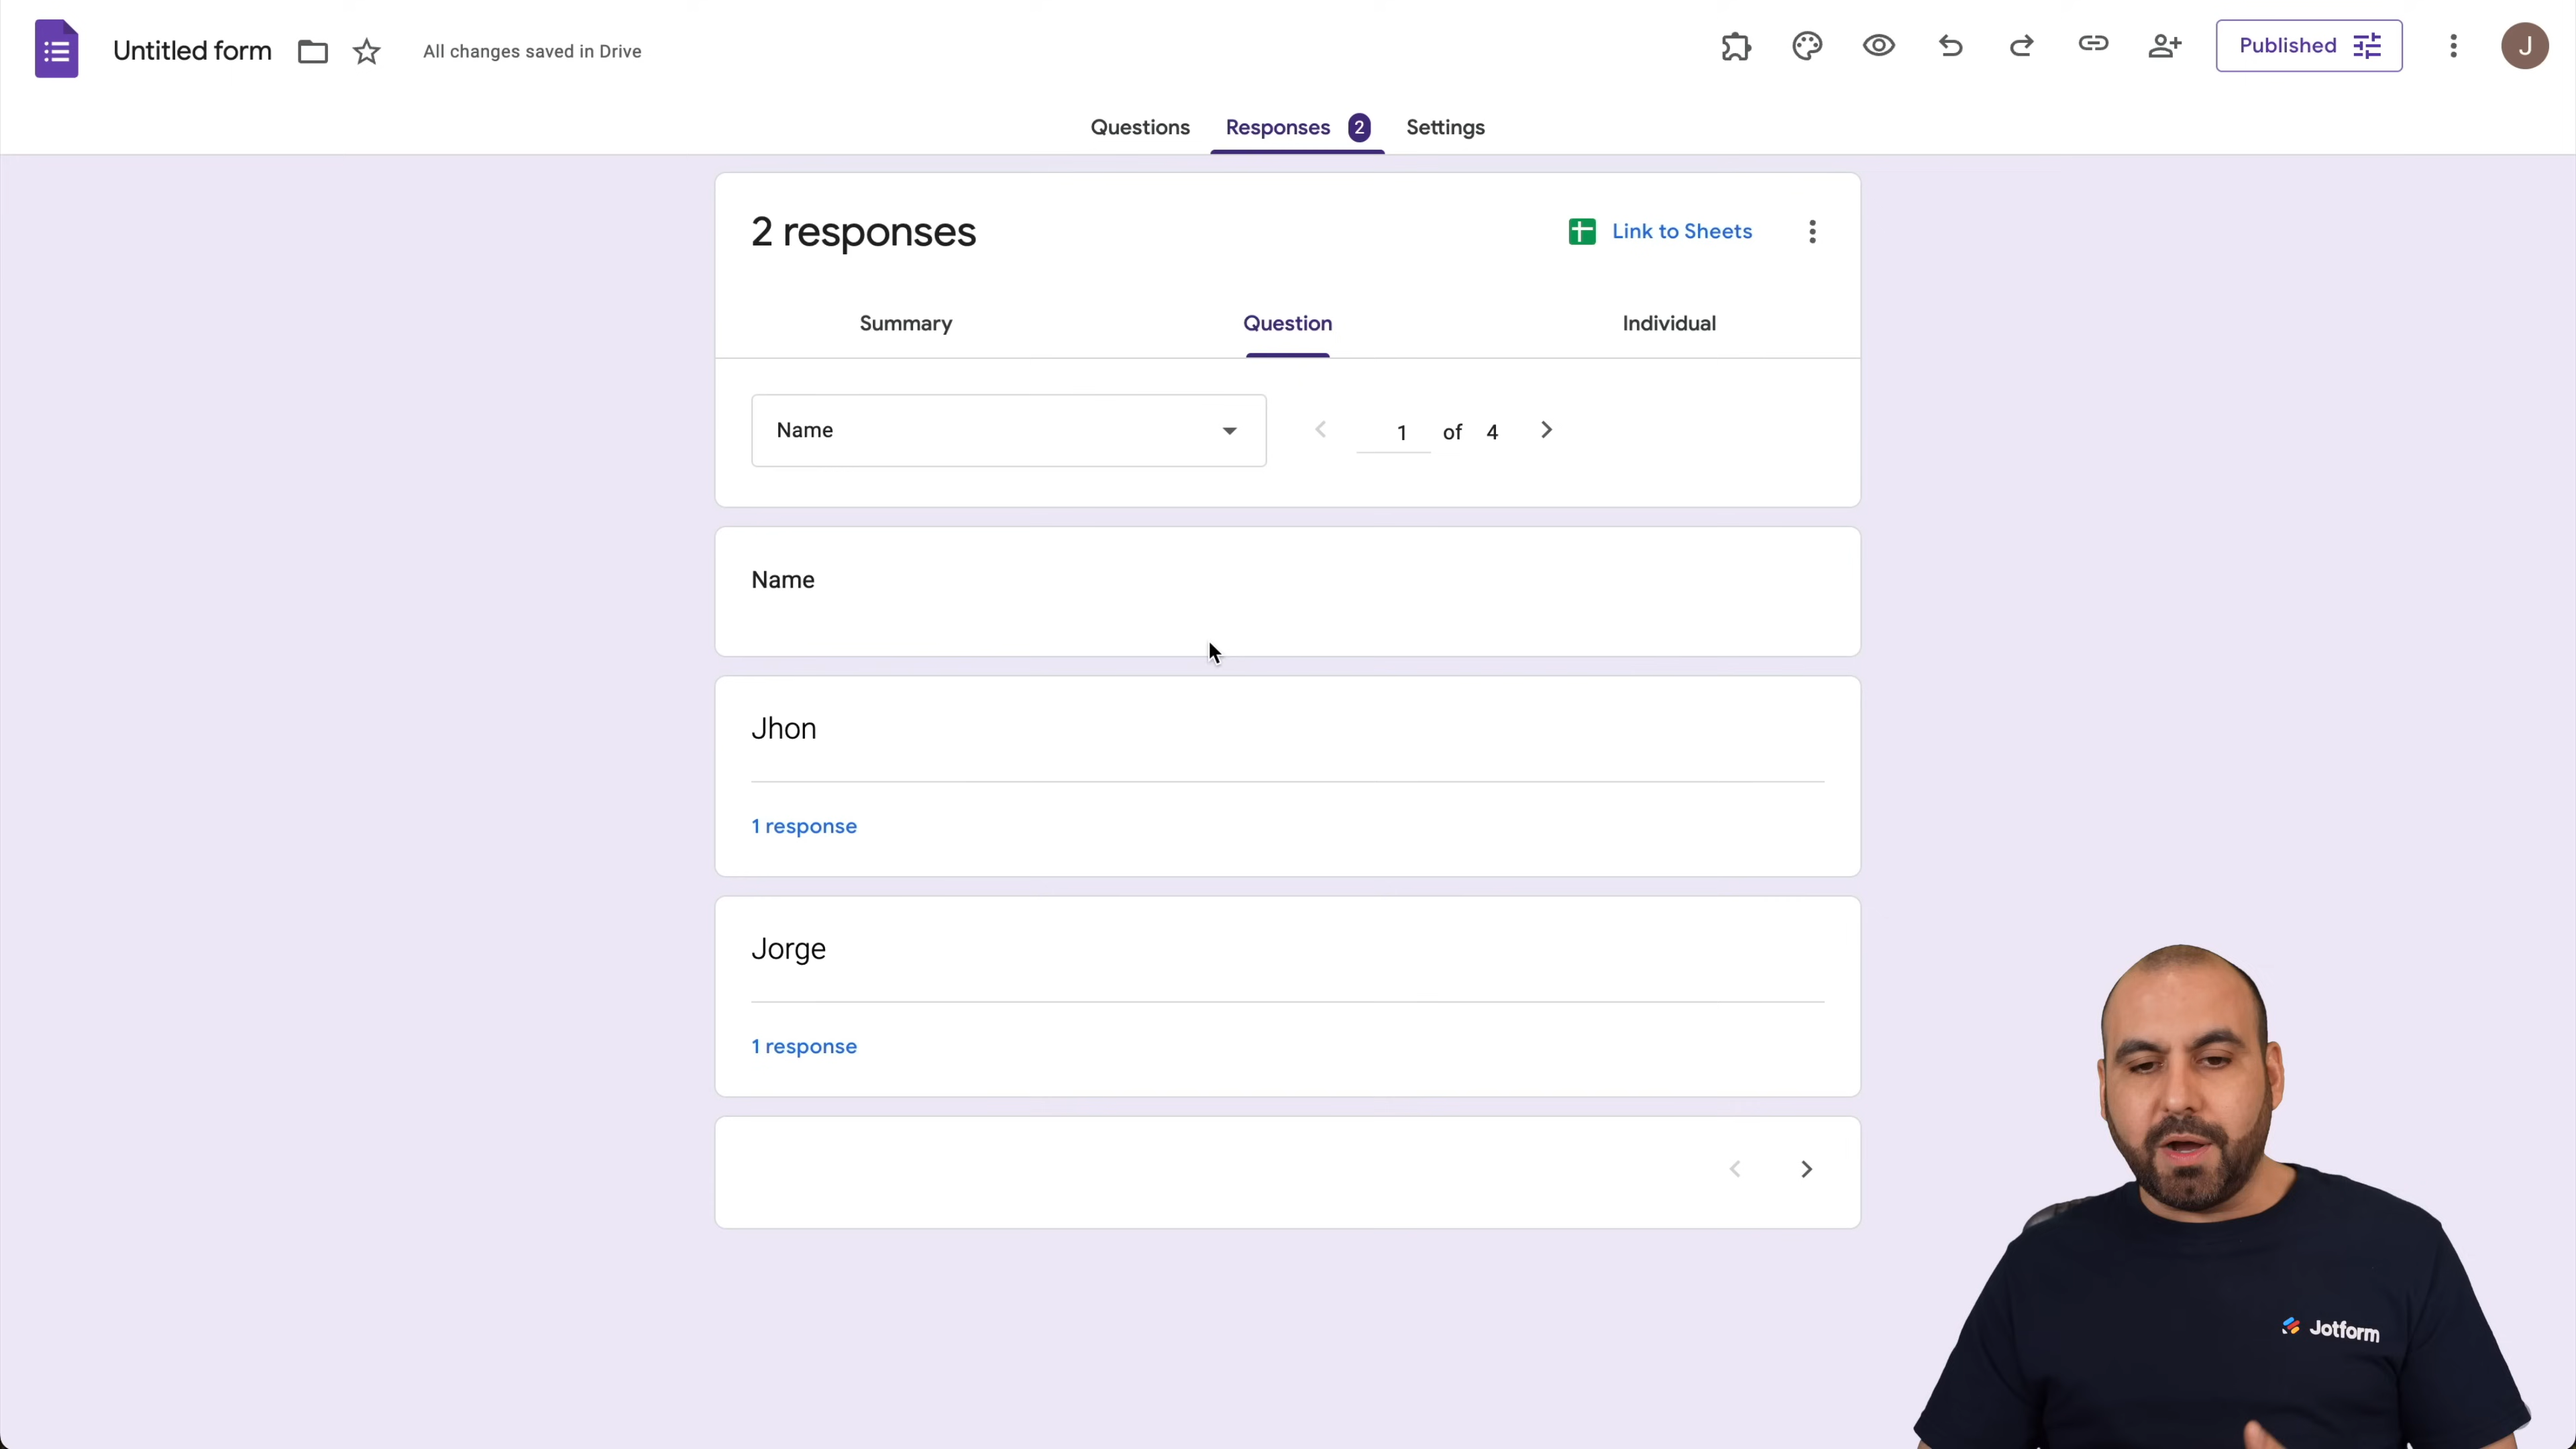 Untitled form
All changes saved in Drive
Published
J
Questions
Responses 2
Settings
2 responses
Link to Sheets
Summary
Question
Individual
Name
1 of 4
Name
Jhon
1 response
Jorge
1 response
Jotform